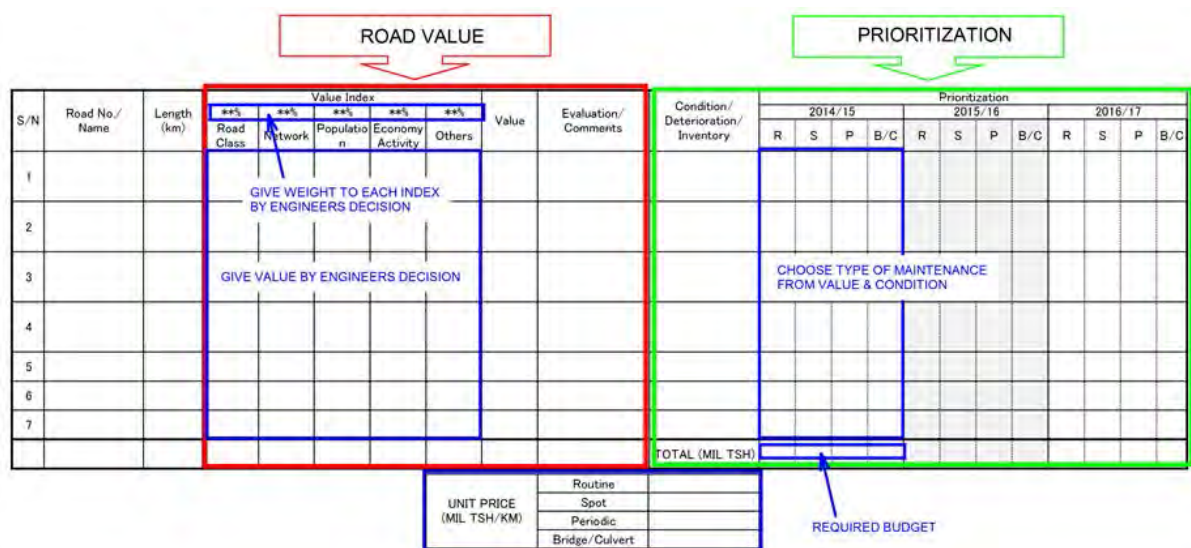 ROAD VALUE
PRIORITIZATION
S/N
Road No./
Name
Length
(km)
Value Index
**% **% **% **% **%
Road
Class
Network
Populatio
n
Economy
Activity
Others
Value
Evaluation/
Comments
Condition/
Deterioration/
Inventory
Prioritization
2014/15 2015/16 2016/17
R S P B/C R S P B/C R S P B/C
1
GIVE WEIGHT TO EACH INDEX
BY ENGINEERS DECISION
2
3
GIVE VALUE BY ENGINEERS DECISION
CHOOSE TYPE OF MAINTENANCE
FROM VALUE & CONDITION
4
5
6
7
TOTAL (MIL TSH)
UNIT PRICE
(MIL TSH/KM)
Routine
Spot
Periodic
Bridge/Culvert
REQUIRED BUDGET